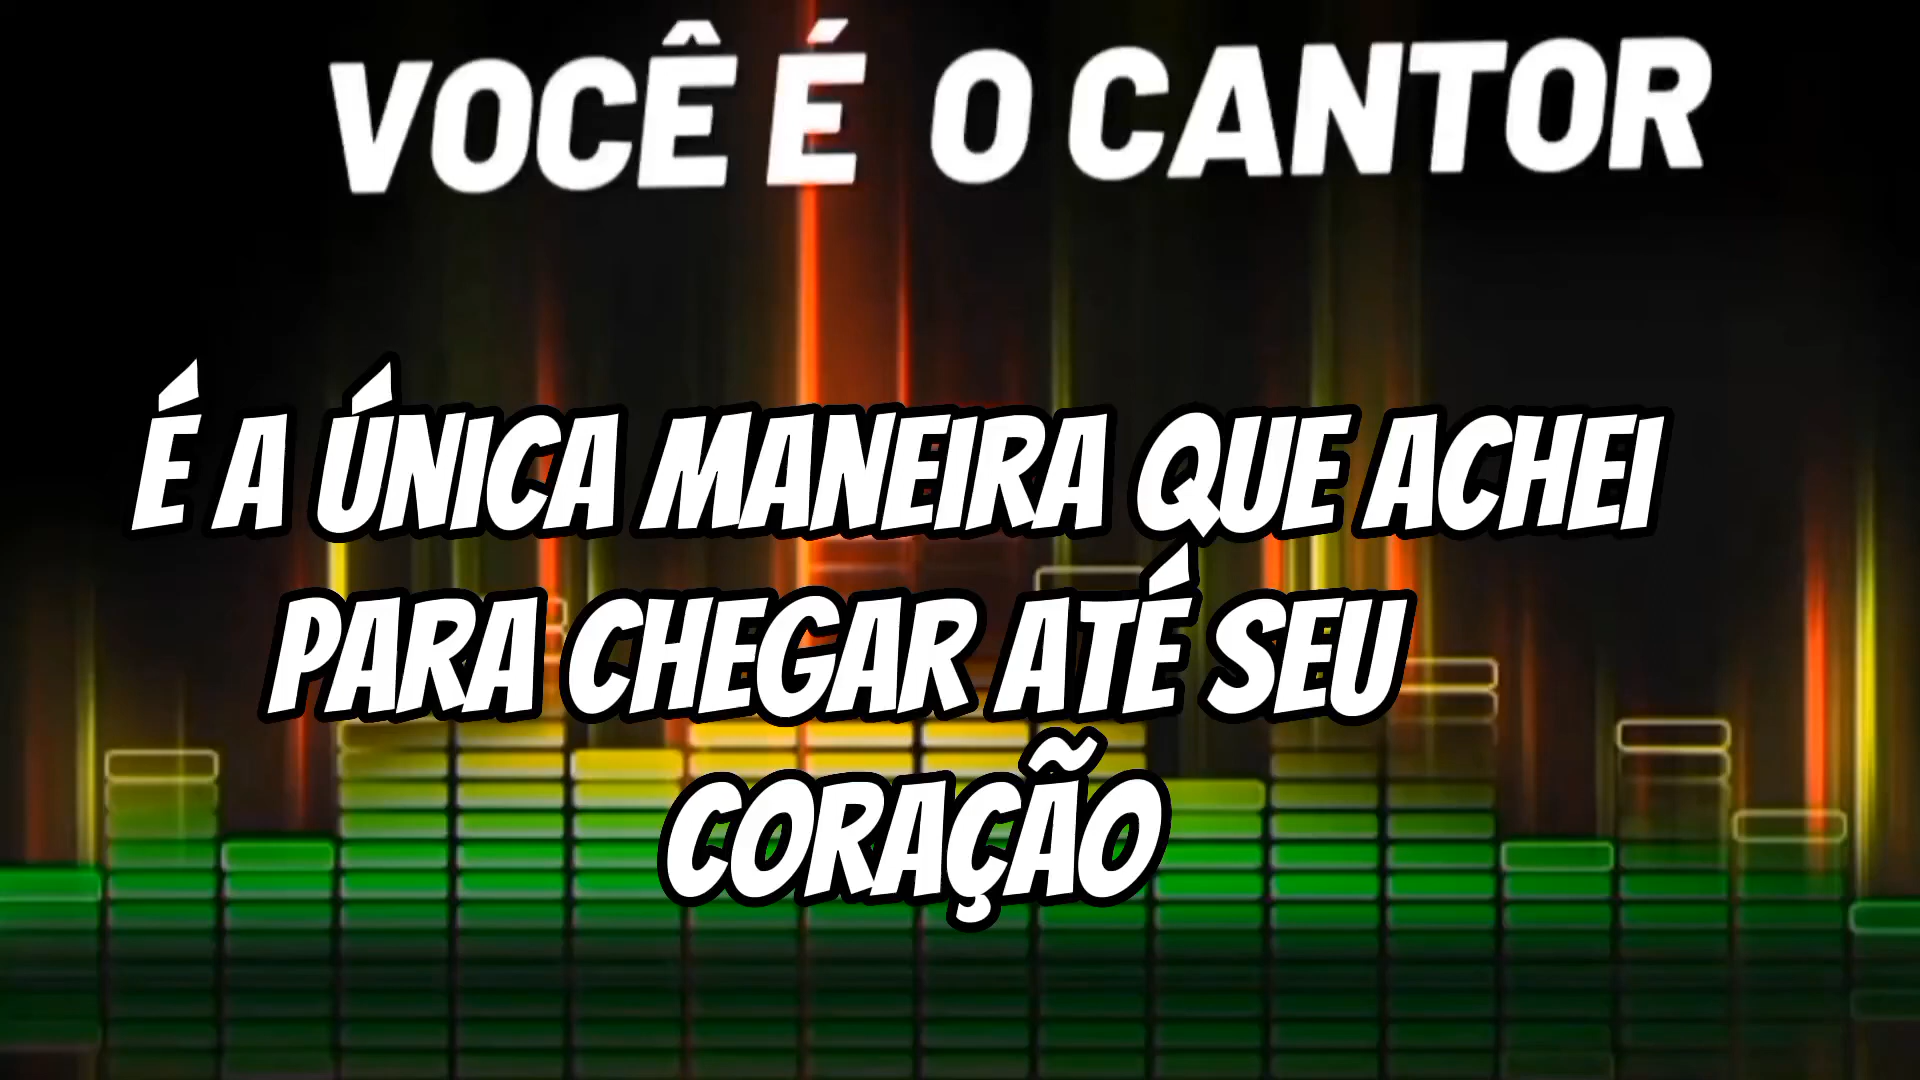 VOCÊ É O CANTOR
É A ÚNICA MANEIRA QUE ACHEI
PARA CHEGAR ATÉ SEU
CORAÇÃO